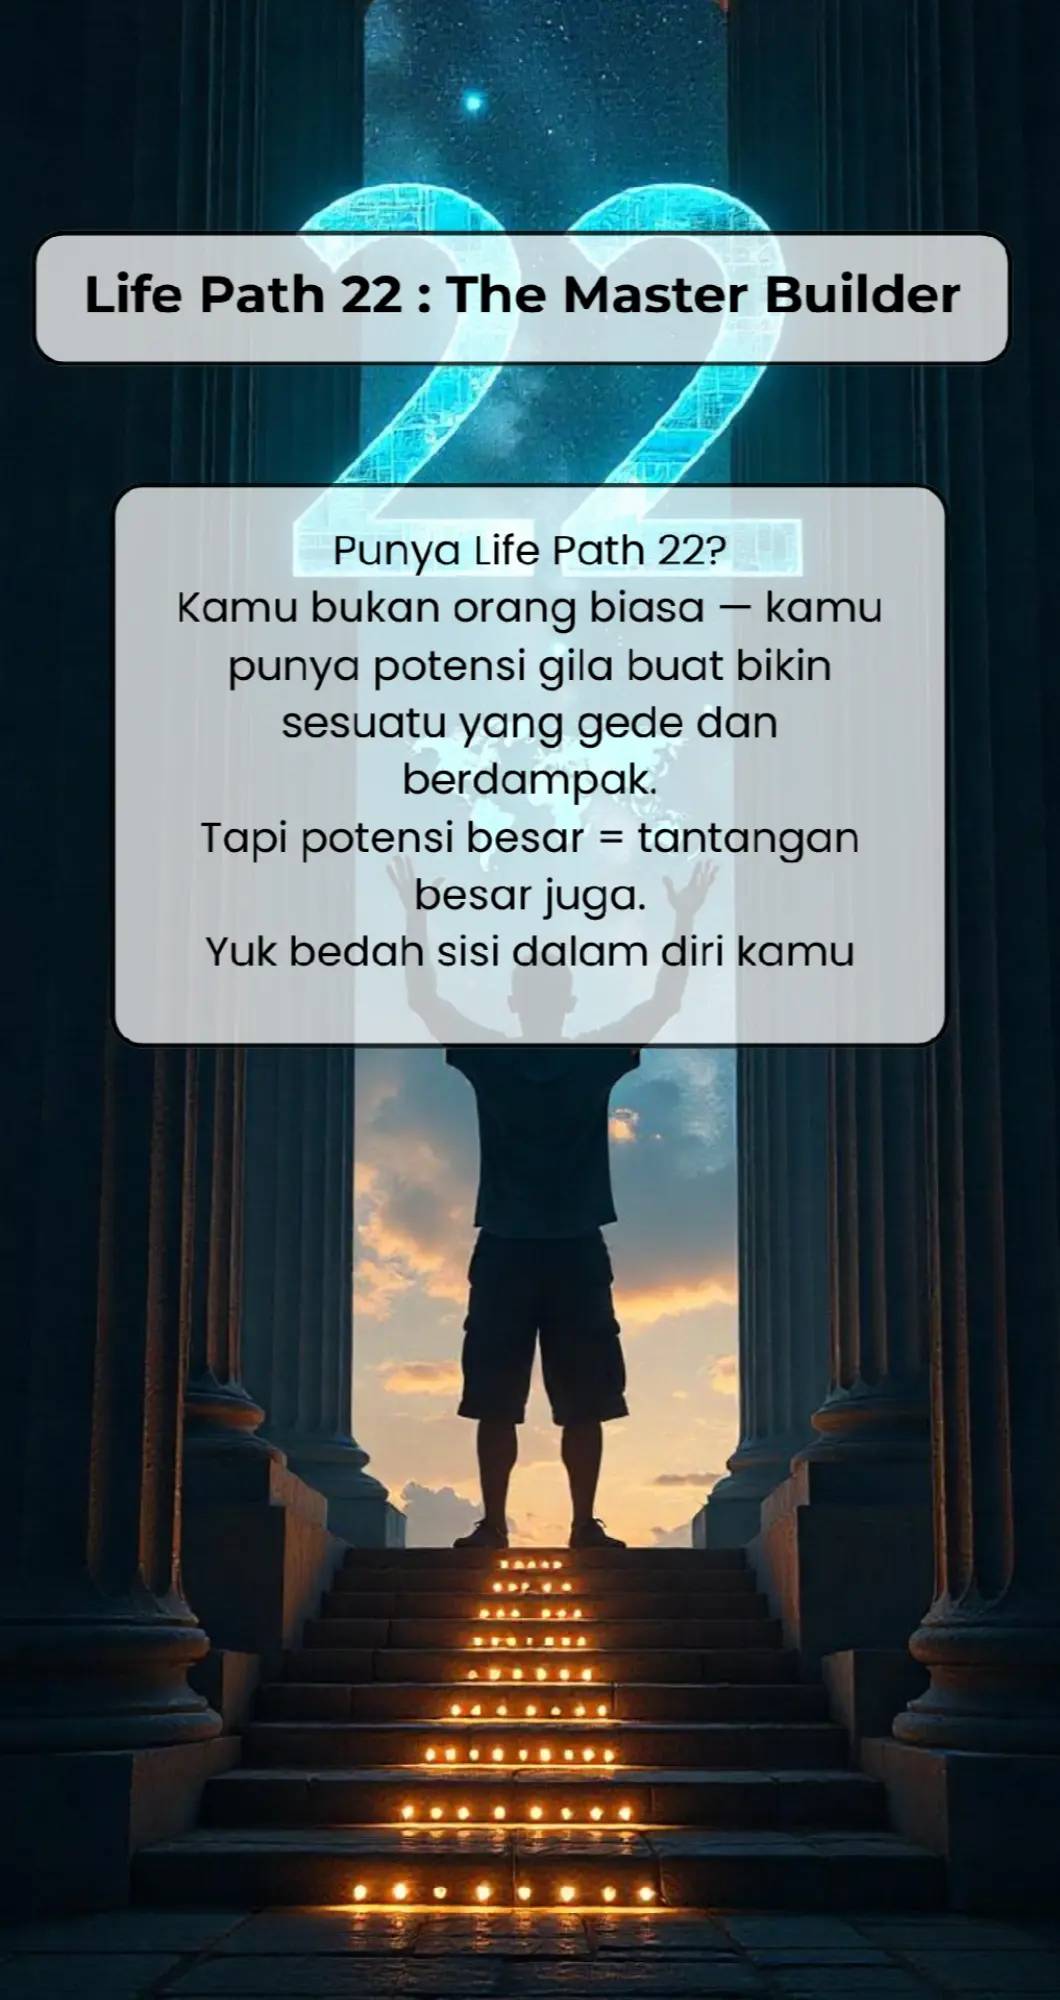 22
Life Path 22 : The Master Builder
Punya Life Path 22?
Kamu bukan orang biasa — kamu
punya potensi gila buat bikin
sesuatu yang gede dan
berdampak.
Tapi potensi besar = tantangan
besar juga.
Yuk bedah sisi dalam diri kamu